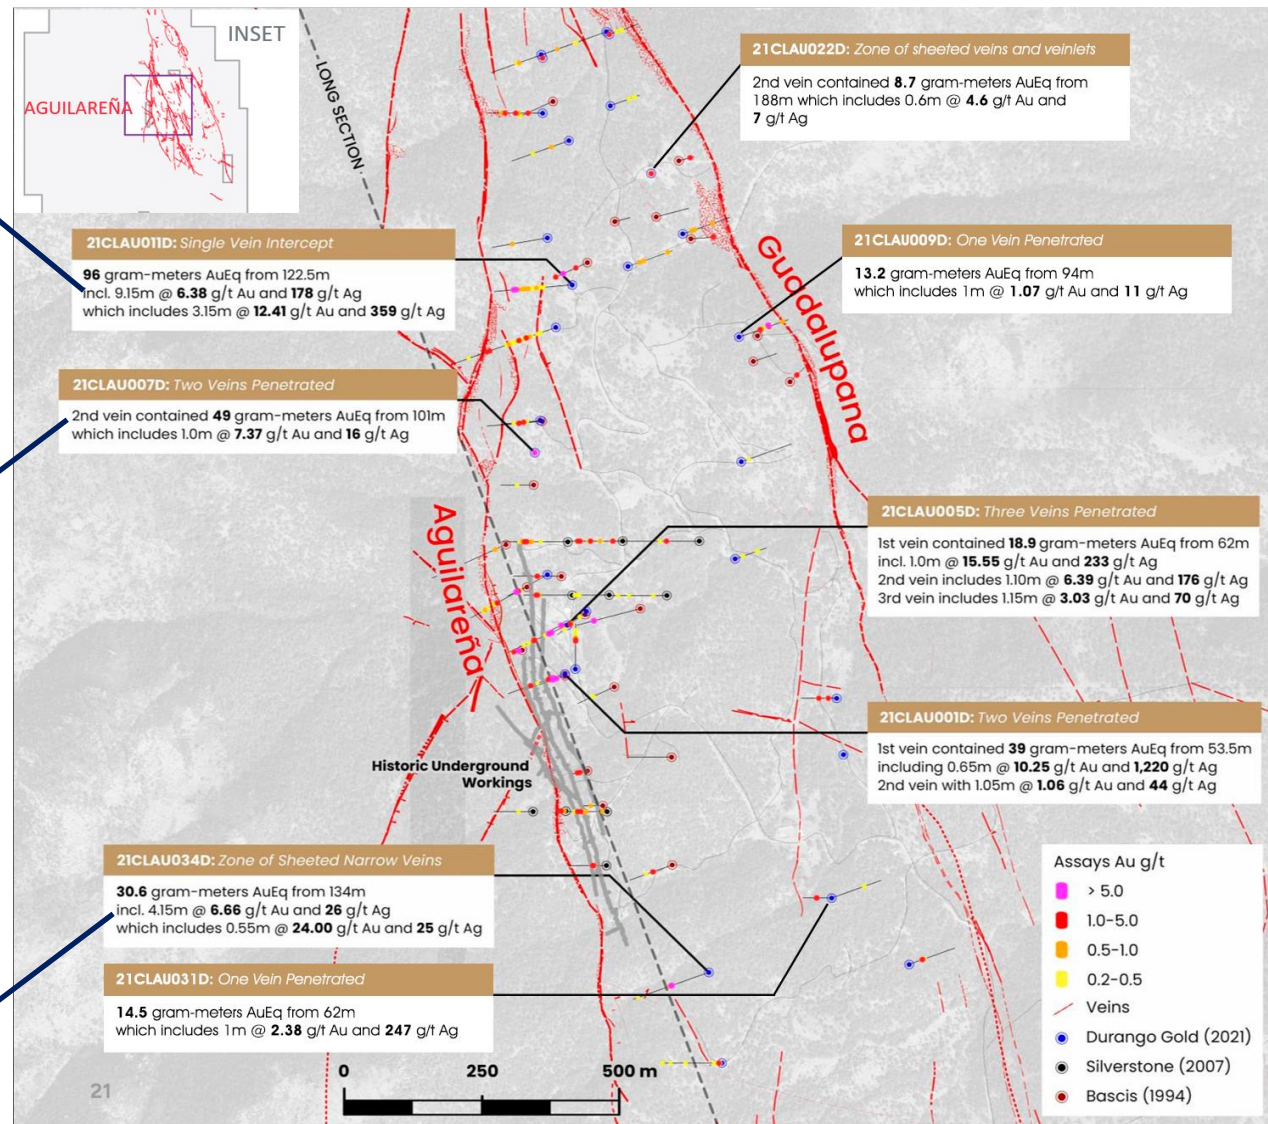 INSET
AGUILAREÑA
LONG SECTION
21CLAU022D: Zone of sheeted veins and veinlets
2nd vein contained 8.7 gram-meters AuEq from
188m which includes 0.6m @ 4.6 g/t Au and
7 g/t Ag
21CLAU011D: Single Vein Intercept
96 gram-meters AuEq from 122.5m
incl. 9.15m @ 6.38 g/t Au and 178 g/t Ag
which includes 3.15m @ 12.41 g/t Au and 359 g/t Ag
21CLAU009D: One Vein Penetrated
13.2 gram-meters AuEq from 94m
which includes 1m @ 1.07 g/t Au and 11 g/t Ag
Guadalupana
21CLAU007D: Two Veins Penetrated
2nd vein contained 49 gram-meters AuEq from 101m
which includes 1.0m @ 7.37 g/t Au and 16 g/t Ag
Aguilareña
21CLAU005D: Three Veins Penetrated
1st vein contained 18.9 gram-meters AuEq from 62m
incl. 1.0m @ 15.55 g/t Au and 233 g/t Ag
2nd vein includes 1.10m @ 6.39 g/t Au and 176 g/t Ag
3rd vein includes 1.15m @ 3.03 g/t Au and 70 g/t Ag
21CLAU001D: Two Veins Penetrated
1st vein contained 39 gram-meters AuEq from 53.5m
including 0.65m @ 10.25 g/t Au and 1,220 g/t Ag
2nd vein with 1.05m @ 1.06 g/t Au and 44 g/t Ag
Historic Underground
Workings
21CLAU034D: Zone of Sheeted Narrow Veins
30.6 gram-meters AuEq from 134m
incl. 4.15m @ 6.66 g/t Au and 26 g/t Ag
which includes 0.55m @ 24.00 g/t Au and 25 g/t Ag
21CLAU031D: One Vein Penetrated
14.5 gram-meters AuEq from 62m
which includes 1m @ 2.38 g/t Au and 247 g/t Ag
Assays Au g/t
> 5.0
1.0-5.0
0.5-1.0
0.2-0.5
Veins
Durango Gold (2021)
Silverstone (2007)
Bascis (1994)
0 250 500 m
21